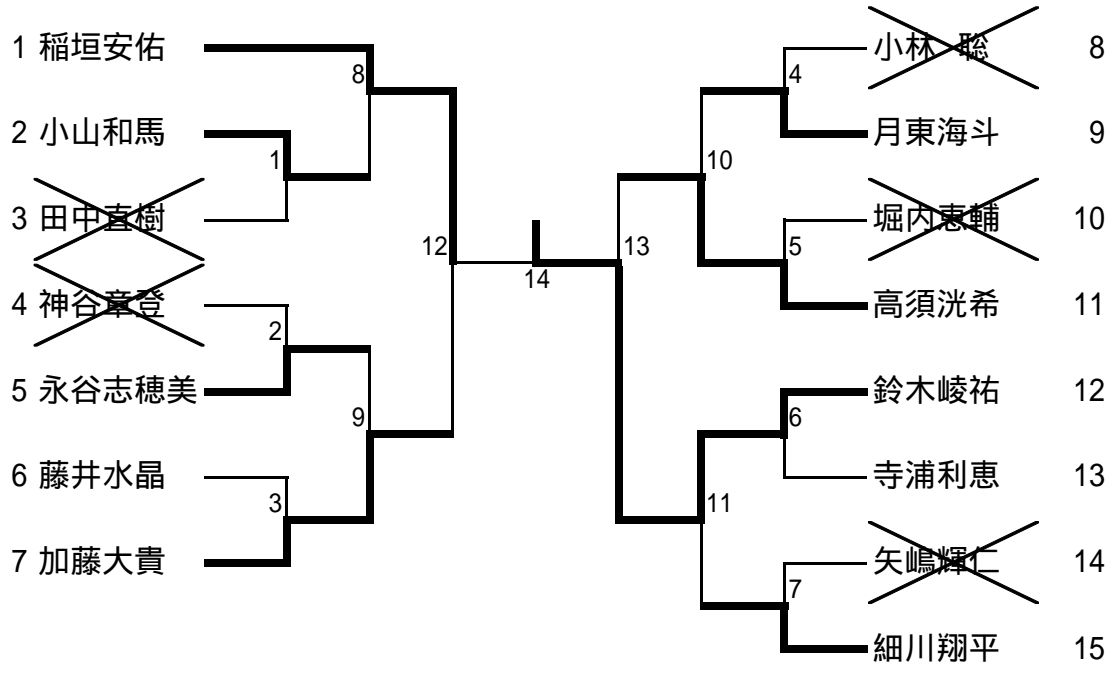 1 稲垣安佑
2 小山和馬
3 田中直樹
4 神谷章登
5 永谷志穂美
6 藤井水晶
7 加藤大貴
1
2
3
8
9
12
14
13
10
11
4
5
6
7
小林 聡 8
月東海斗 9
堀内恵輔 10
高須洸希 11
鈴木崚祐 12
寺浦利恵 13
矢嶋輝仁 14
細川翔平 15